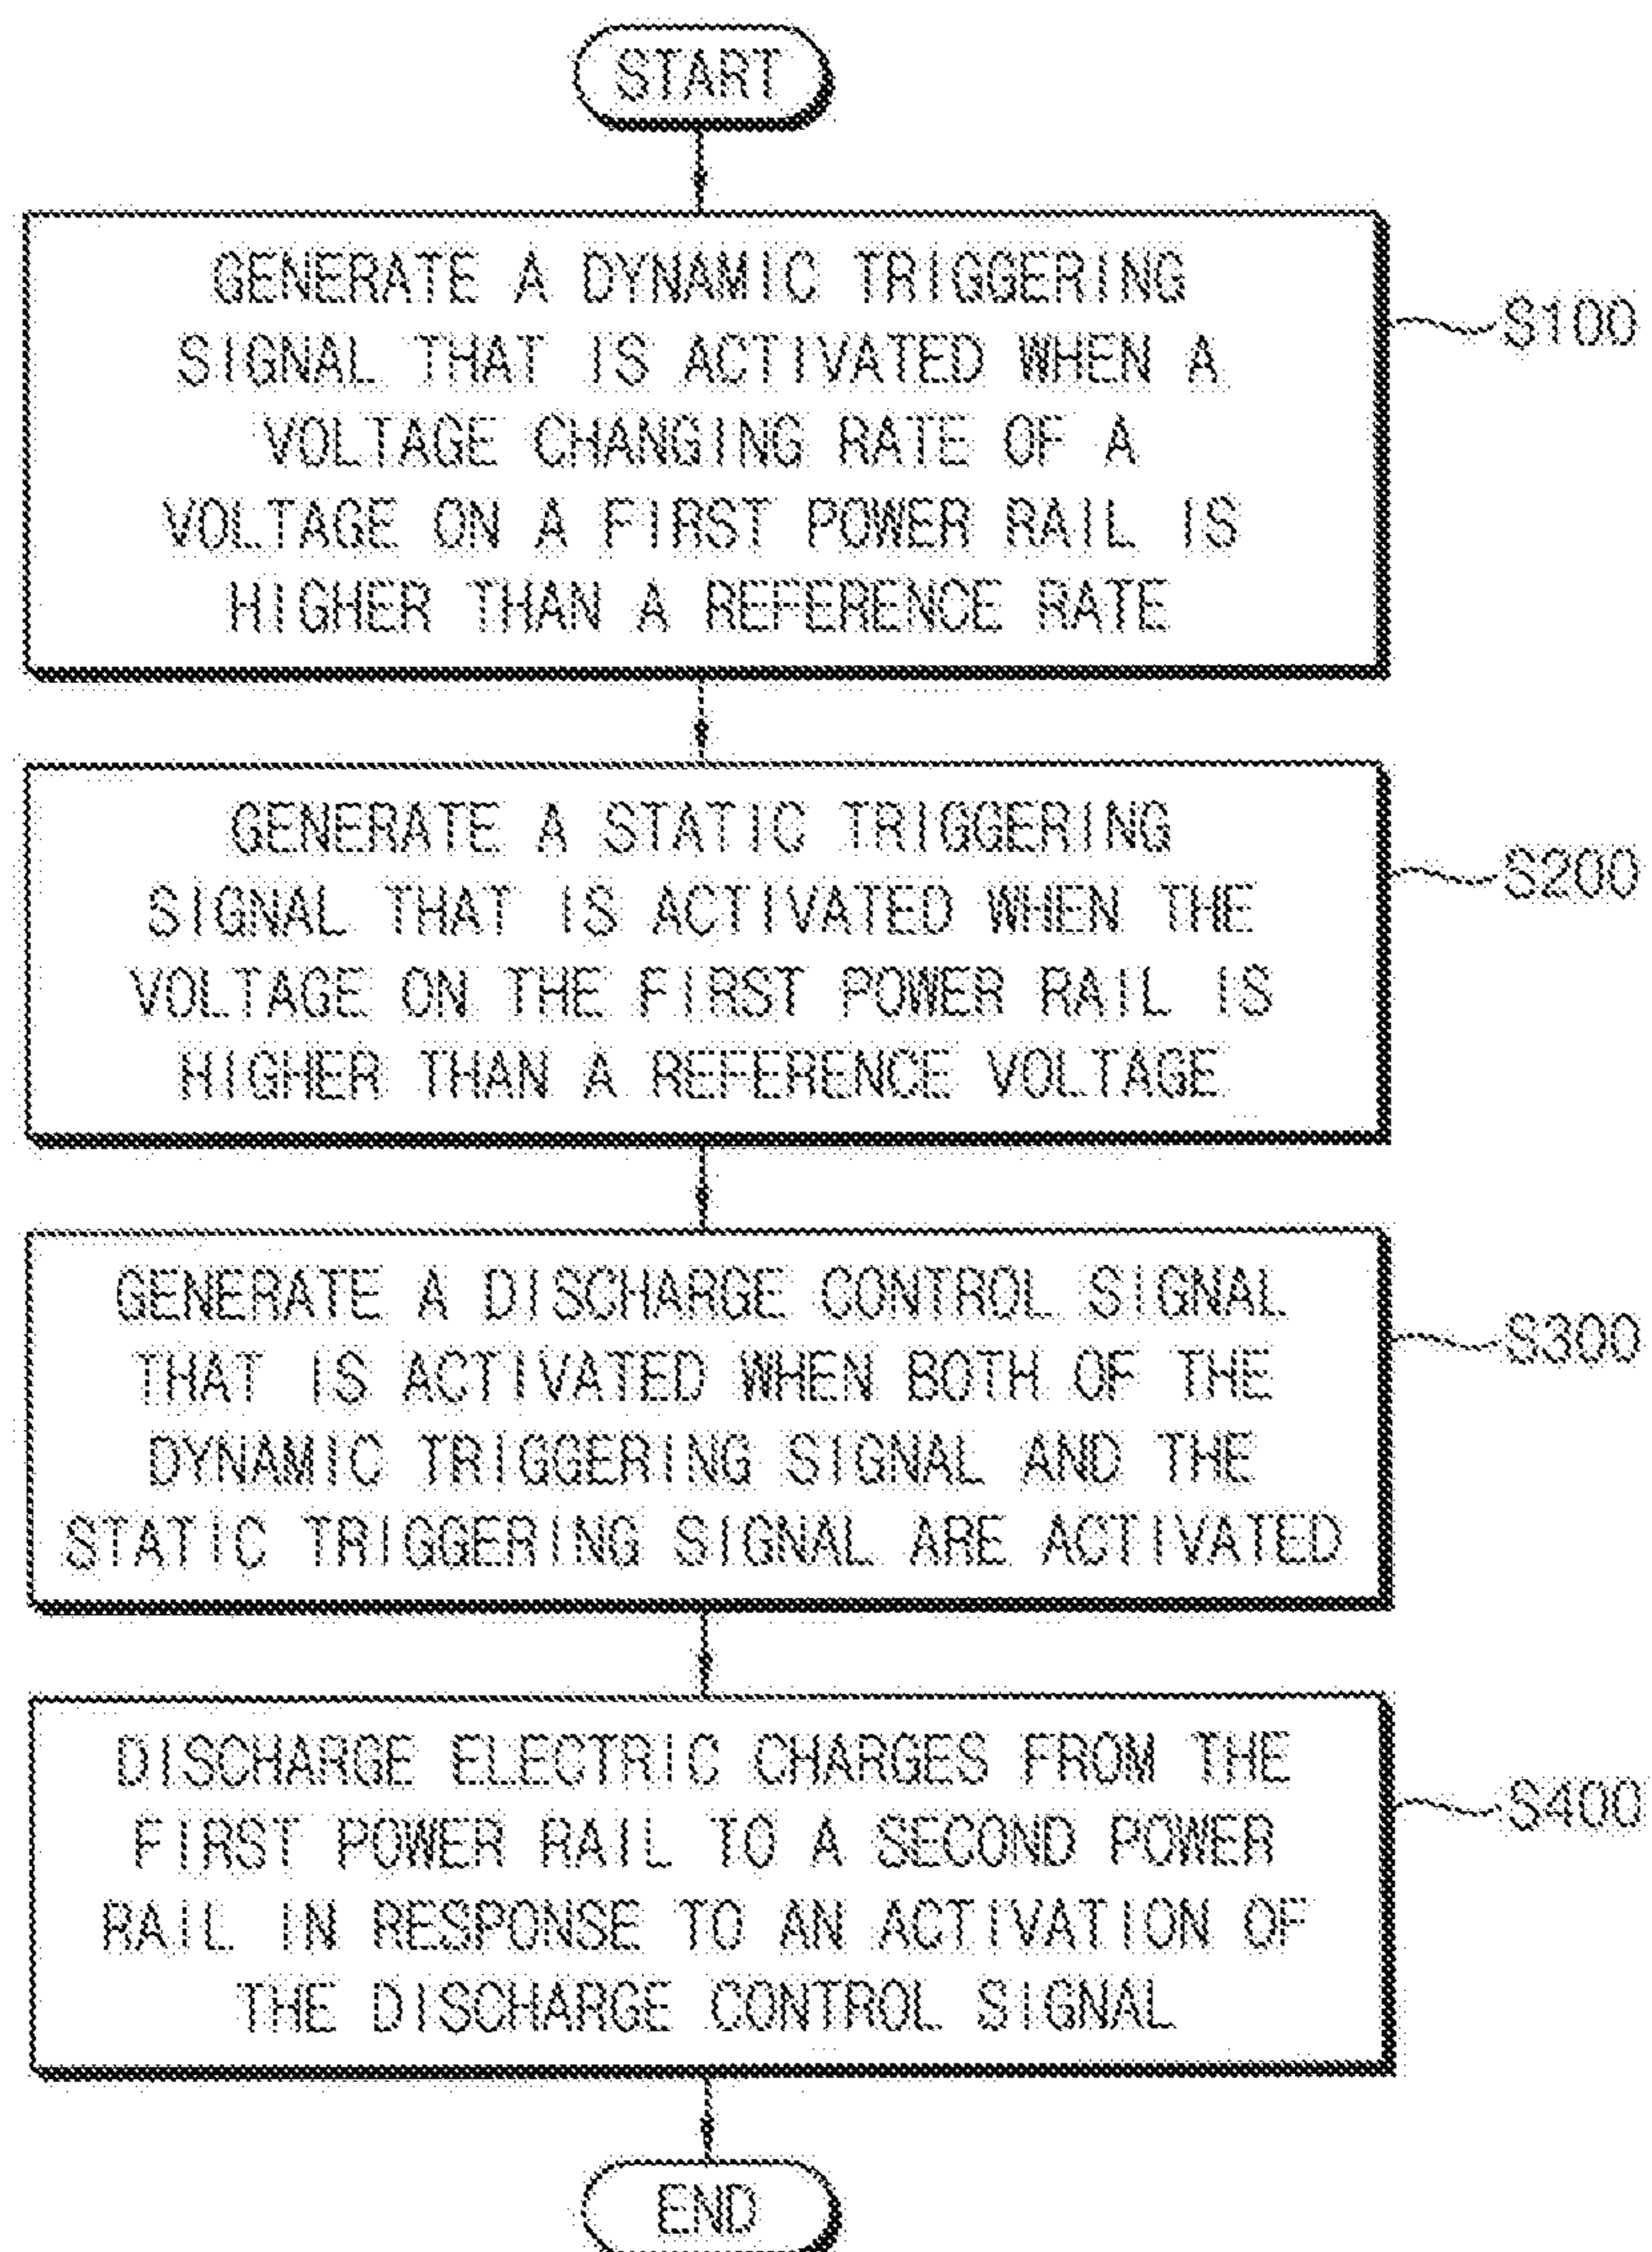 START
GENERATE A DYNAMIC TRIGGERING
SIGNAL THAT IS ACTIVATED WHEN A
VOLTAGE CHANGING RATE OF A
VOLTAGE ON A FIRST POWER RAIL IS
HIGHER THAN A REFERENCE RATE
S100
GENERATE A STATIC TRIGGERING
SIGNAL THAT IS ACTIVATED WHEN THE
VOLTAGE ON THE FIRST POWER RAIL IS
HIGHER THAN A REFERENCE VOLTAGE
S200
GENERATE A DISCHARGE CONTROL SIGNAL
THAT IS ACTIVATED WHEN BOTH OF THE
DYNAMIC TRIGGERING SIGNAL AND THE
STATIC TRIGGERING SIGNAL ARE ACTIVATED
S300
DISCHARGE ELECTRIC CHARGES FROM THE
FIRST POWER RAIL TO A SECOND POWER
RAIL IN RESPONSE TO AN ACTIVATION OF
THE DISCHARGE CONTROL SIGNAL
S400
END